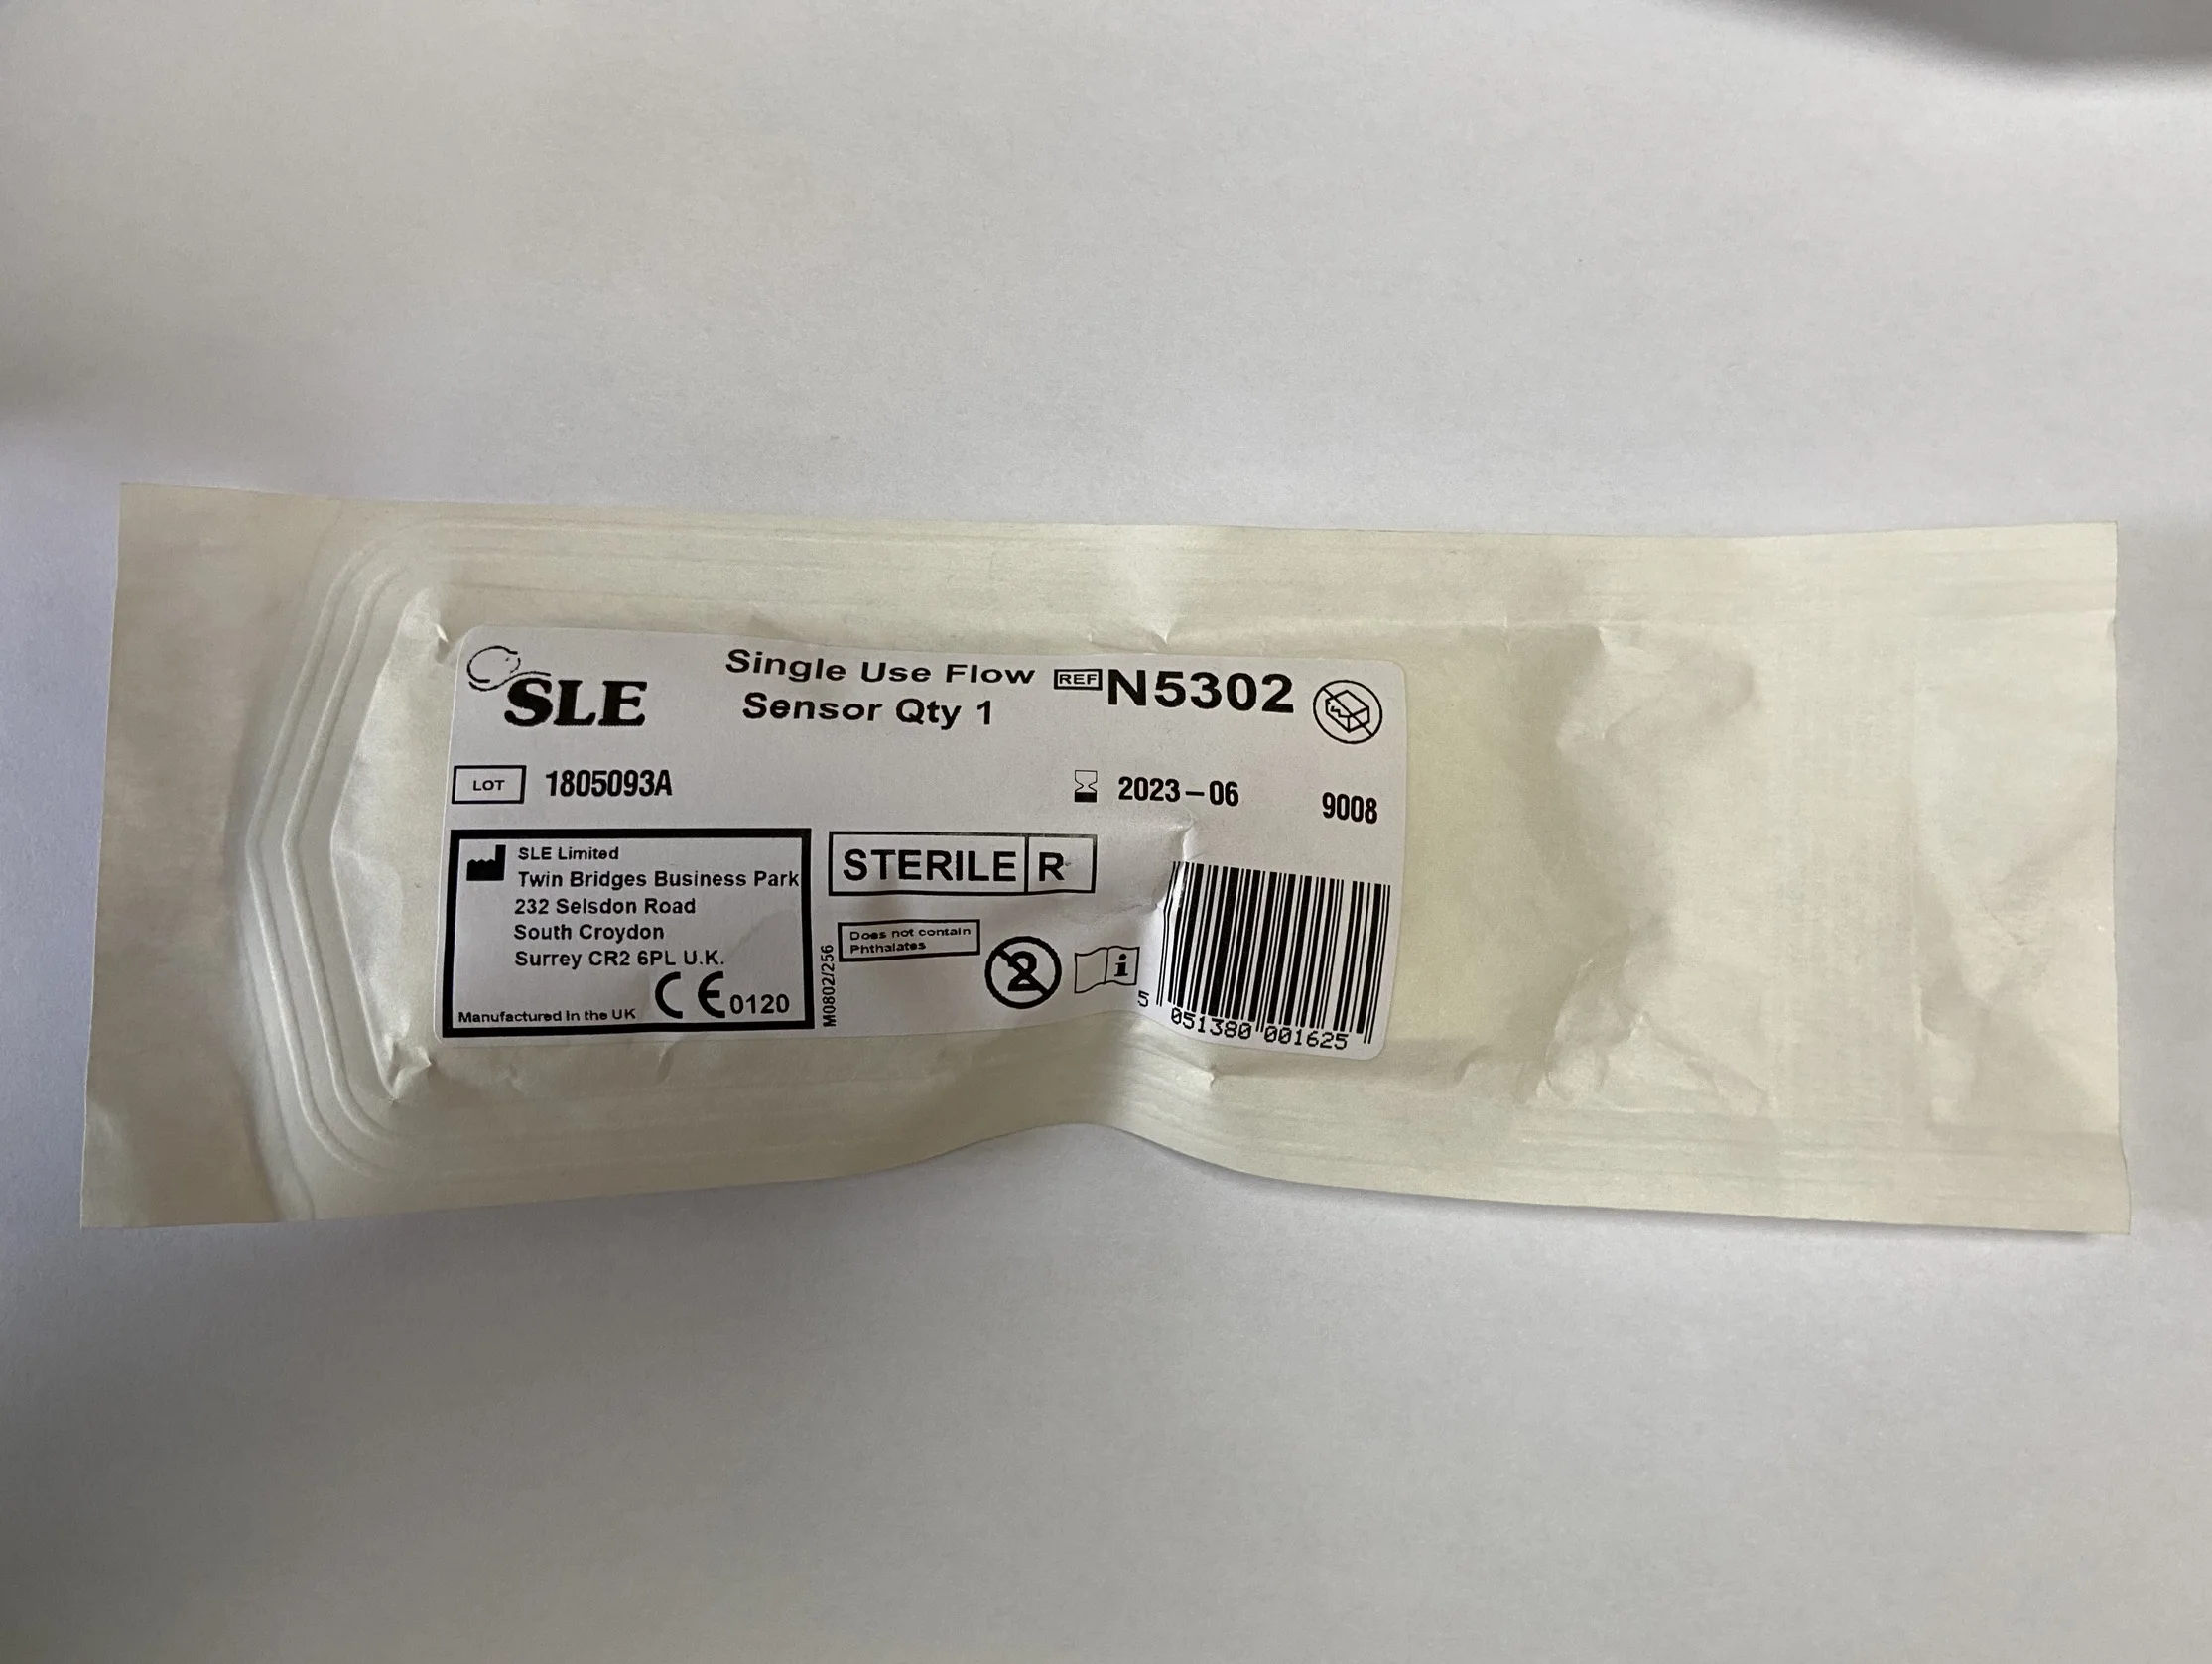 SLE
Single Use Flow
Sensor Qty 1
REF N5302
LOT 1805093A
2023-06
9008
SLE Limited
Twin Bridges Business Park
232 Selsdon Road
South Croydon
Surrey CR2 6PL U.K.
Manufactured In the UK
CE 0120
M0802/256
STERILE R
Does not contain
Phthalates
2
i
5 051380 001625